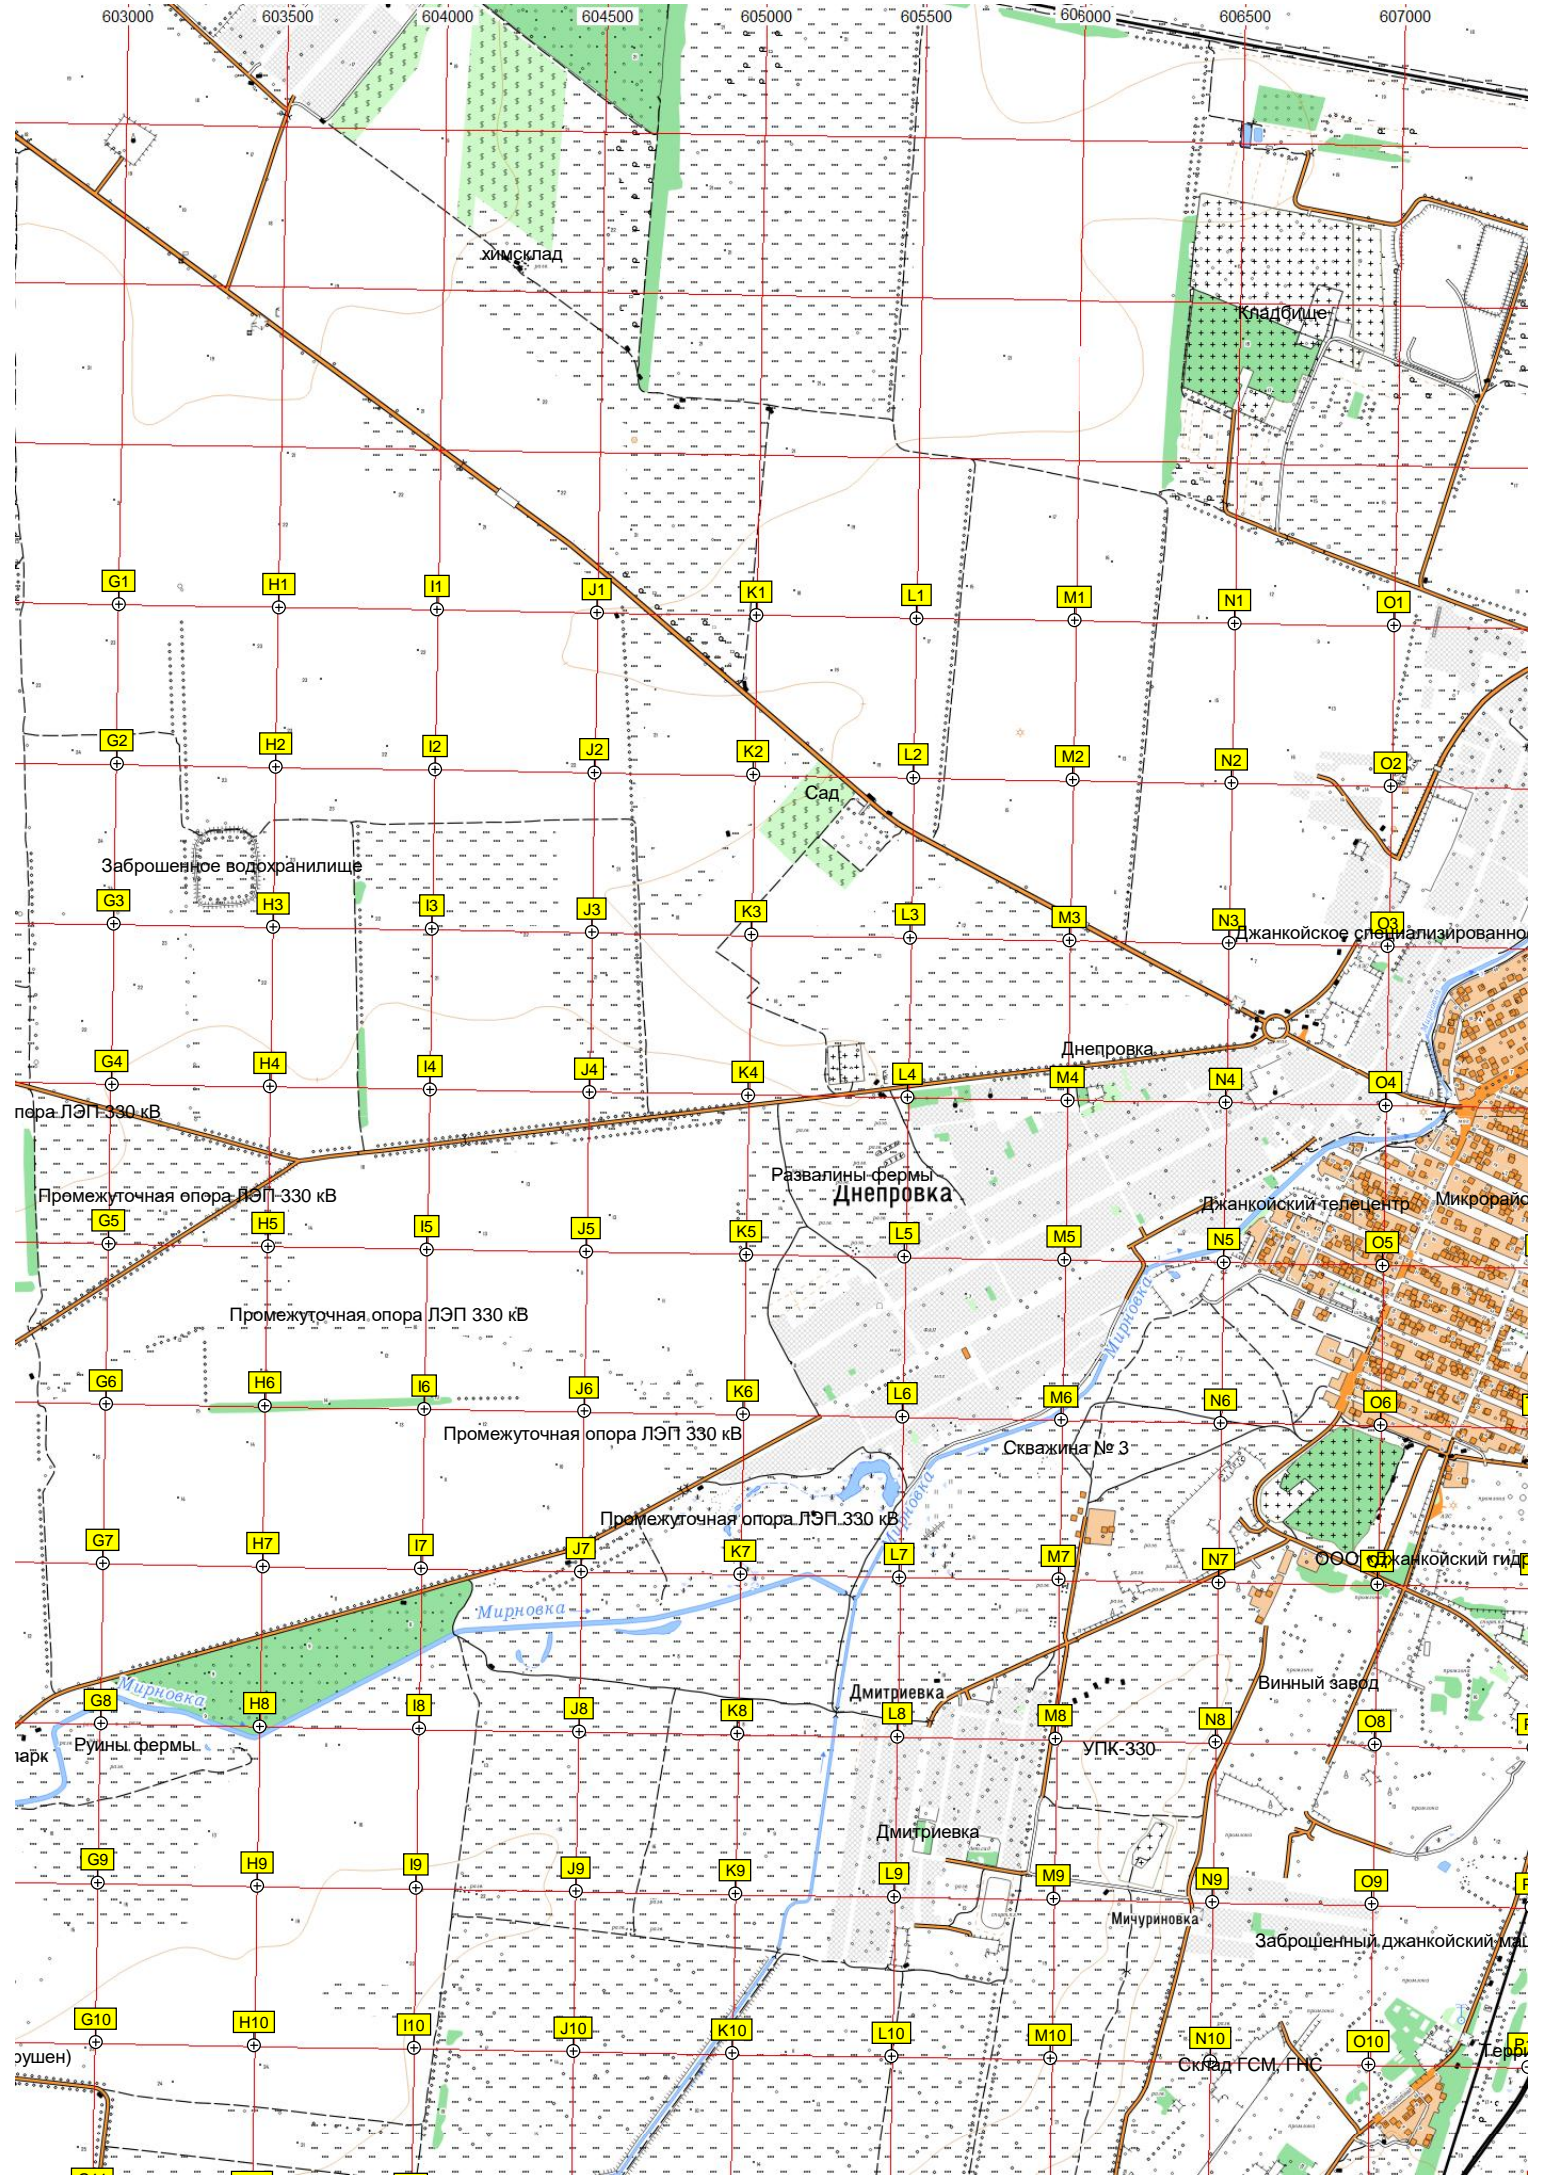 603000 603500 604000 604500 605000 605500 606000 606500 607000
химсклад
Кладбище
G1 H1 I1 J1 K1 L1 M1 N1 O1
G2 H2 I2 J2 K2 L2 M2 N2 O2
Сад
Заброшенное водохранилище
G3 H3 I3 J3 K3 L3 M3 N3 O3
Джанкойское специализированно
Днепровка
G4 H4 I4 J4 K4 L4 M4 N4 O4
пора ЛЭП 330 кВ
Развалины фермы
Днепровка
Промежуточная опора ЛЭП 330 кВ
Джанкойский телецентр
Микрорайо
G5 H5 I5 J5 K5 L5 M5 N5 O5
Промежуточная опора ЛЭП 330 кВ
Мирновка
G6 H6 I6 J6 K6 L6 M6 N6 O6
Промежуточная опора ЛЭП 330 кВ
Скважина № 3
Мирновка
Промежуточная опора ЛЭП 330 кВ
G7 H7 I7 J7 K7 L7 M7 N7
ООО «Джанкойский гидр
Мирновка
Мирновка
Дмитриевка
Винный завод
G8 H8 I8 J8 K8 L8 M8 N8 O8
парк
Руины фермы
УПК-330
Дмитриевка
G9 H9 I9 J9 K9 L9 M9 N9 O9
Мичуриновка
Заброшенный джанкойский маш
G10 H10 I10 J10 K10 L10 M10 N10 O10
рушен)
Склад ГСМ, ГНС
Терри